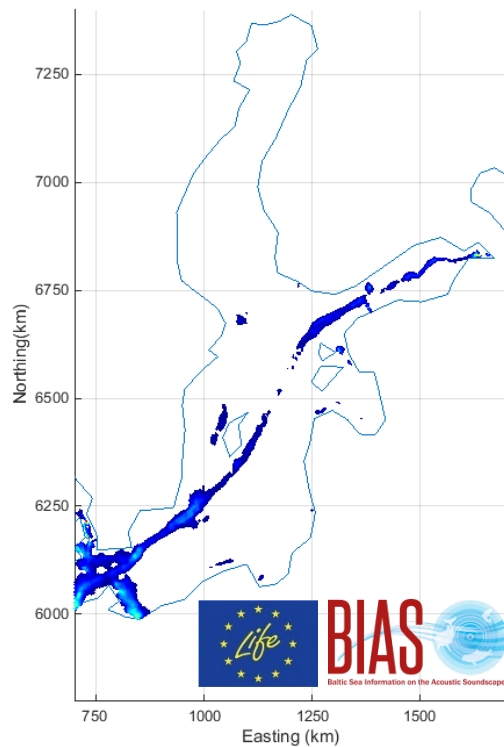 7250
7000
6750
6500
6250
6000
Northing(km)
750
1000
1250
1500
Easting (km)
Life
BIAS
Baltic Sea Information on the Acoustic Soundscape